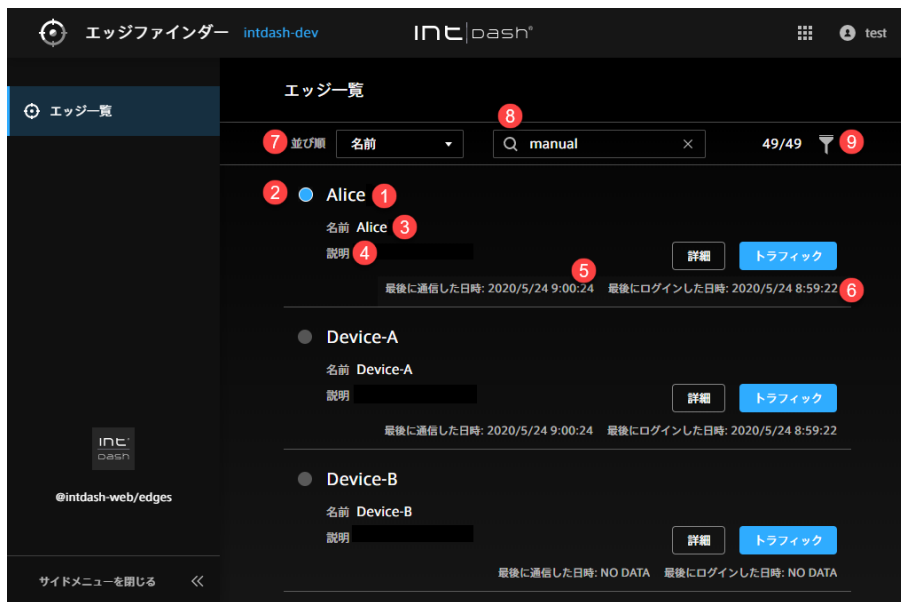 エッジファインダー intdash-dev INT|DASH® test
エッジ一覧
エッジ一覧
8
7 並び順 名前 manual 49/49 9
2 Alice 1
名前 Alice 3
説明 4
詳細 トラフィック
5
最後に通信した日時: 2020/5/24 9:00:24 最後にログインした日時: 2020/5/24 8:59:22 6
Device-A
名前 Device-A
説明
詳細 トラフィック
最後に通信した日時: 2020/5/24 9:00:24 最後にログインした日時: 2020/5/24 8:59:22
Device-B
名前 Device-B
説明
詳細 トラフィック
最後に通信した日時: NO DATA 最後にログインした日時: NO DATA
INT
DASH
@intdash-web/edges
サイドメニューを閉じる